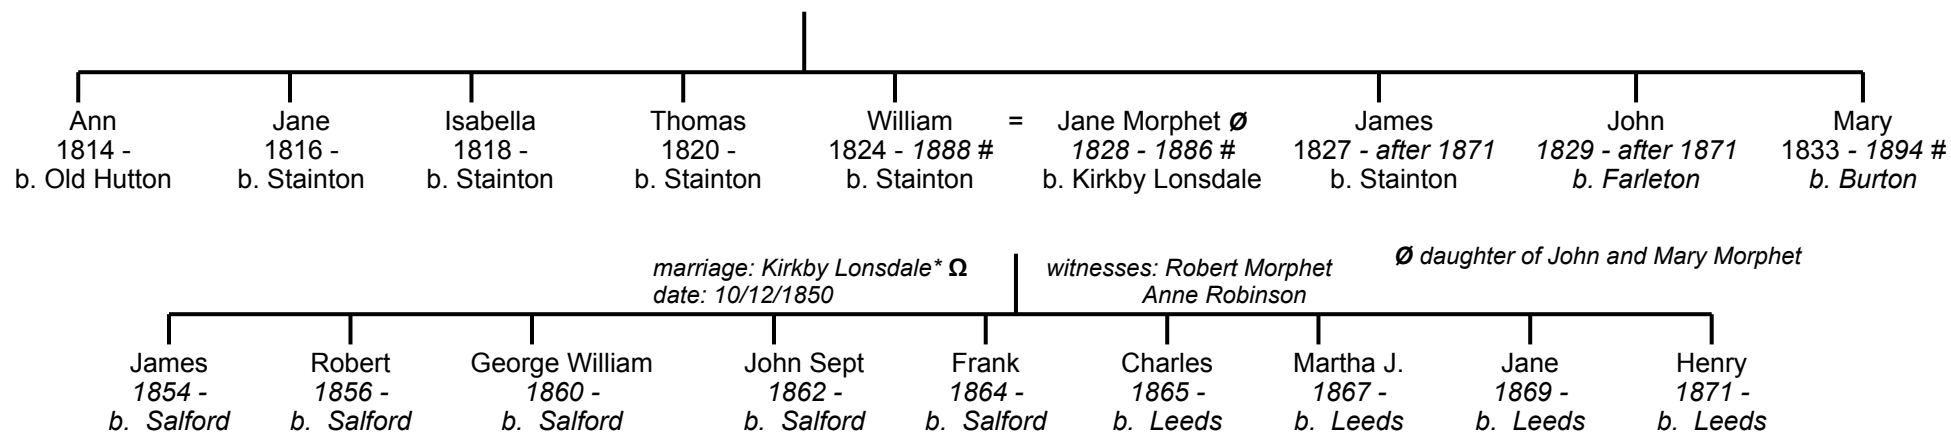 Ann
1814 -
b. Old Hutton
Jane
1816 -
b. Stainton
Isabella
1818 -
b. Stainton
Thomas
1820 -
b. Stainton
William
1824 - 1888 #
b. Stainton
=
Jane Morphet Ø
1828 - 1886 #
b. Kirkby Lonsdale
James
1827 - after 1871
b. Stainton
John
1829 - after 1871
b. Farleton
Mary
1833 - 1894 #
b. Burton
marriage: Kirkby Lonsdale* Ω
date: 10/12/1850
witnesses: Robert Morphet
Anne Robinson
Ø daughter of John and Mary Morphet
James
1854 -
b. Salford
Robert
1856 -
b. Salford
George William
1860 -
b. Salford
John Sept
1862 -
b. Salford
Frank
1864 -
b. Salford
Charles
1865 -
b. Leeds
Martha J.
1867 -
b. Leeds
Jane
1869 -
b. Leeds
Henry
1871 -
b. Leeds